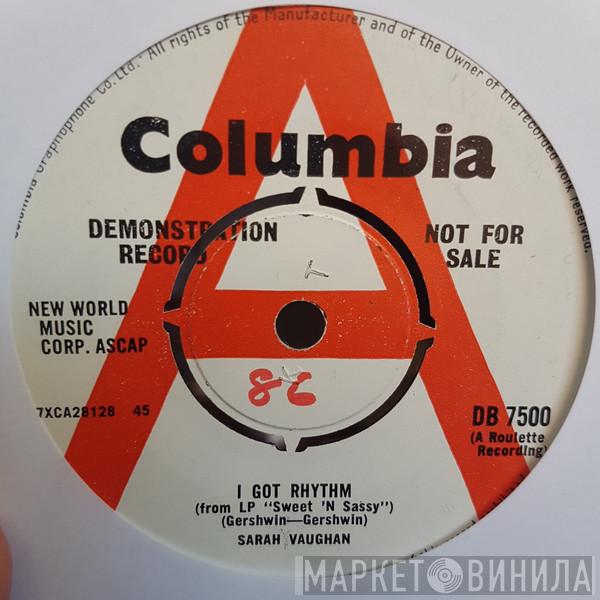 Columbia Graphophone Co. Ltd. · All rights of the Manufacturer and of the Owner of the recorded work reserved.
Columbia
DEMONSTRATION
RECORD
NOT FOR
SALE
NEW WORLD
MUSIC
CORP. ASCAP
7XCA28128 45
DB 7500
(A Roulette
Recording)
I GOT RHYTHM
(from LP "Sweet 'N Sassy")
(Gershwin—Gershwin)
SARAH VAUGHAN
МАРКЕТ ВИНИЛА